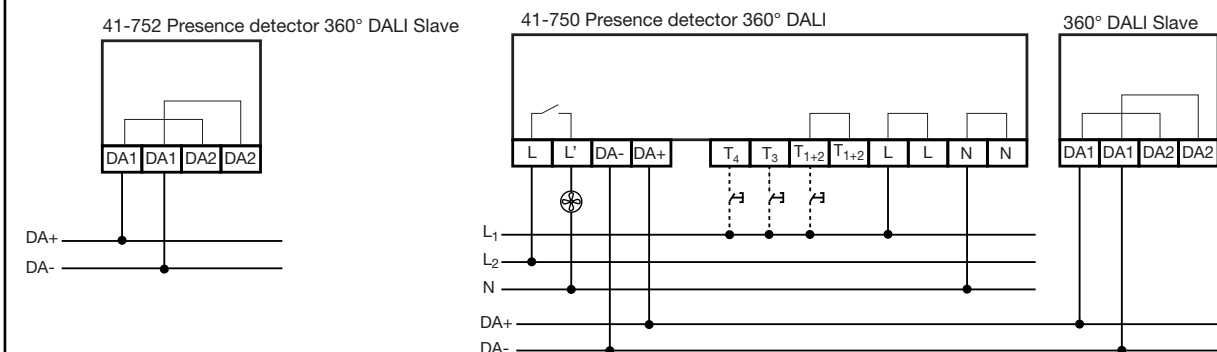 41-752 Presence detector 360° DALI Slave
DA1 DA1 DA2 DA2
DA+
DA-
41-750 Presence detector 360° DALI
L L’ DA- DA+ T4 T3 T1+2 T1+2 L L N N
L1
L2
N
DA+
DA-
360° DALI Slave
DA1 DA1 DA2 DA2